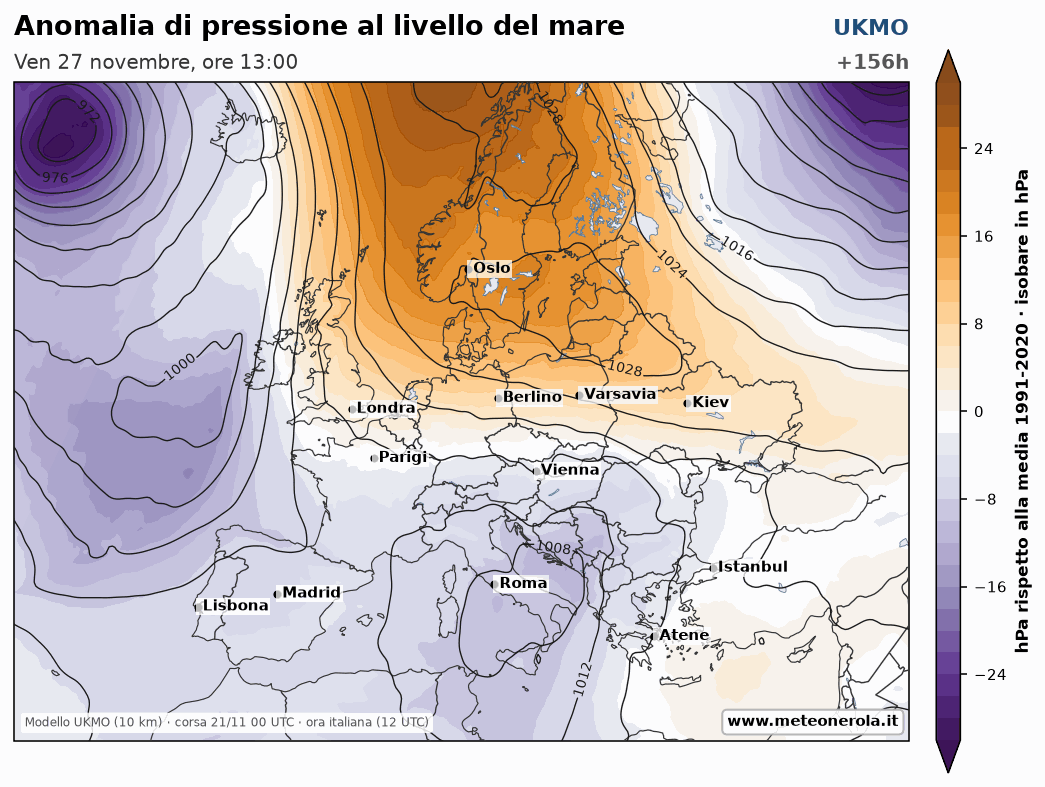 Anomalia di pressione al livello del mare
UKMO
Ven 27 novembre, ore 13:00
+156h
972
976
1028
1016
1024
1000
1028
1008
1012
Oslo
Berlino
Varsavia
Kiev
Londra
Parigi
Vienna
Roma
Istanbul
Madrid
Lisbona
Atene
24
16
8
0
−8
−16
−24
hPa rispetto alla media 1991-2020 · isobare in hPa
Modello UKMO (10 km) · corsa 21/11 00 UTC · ora italiana (12 UTC)
www.meteonerola.it